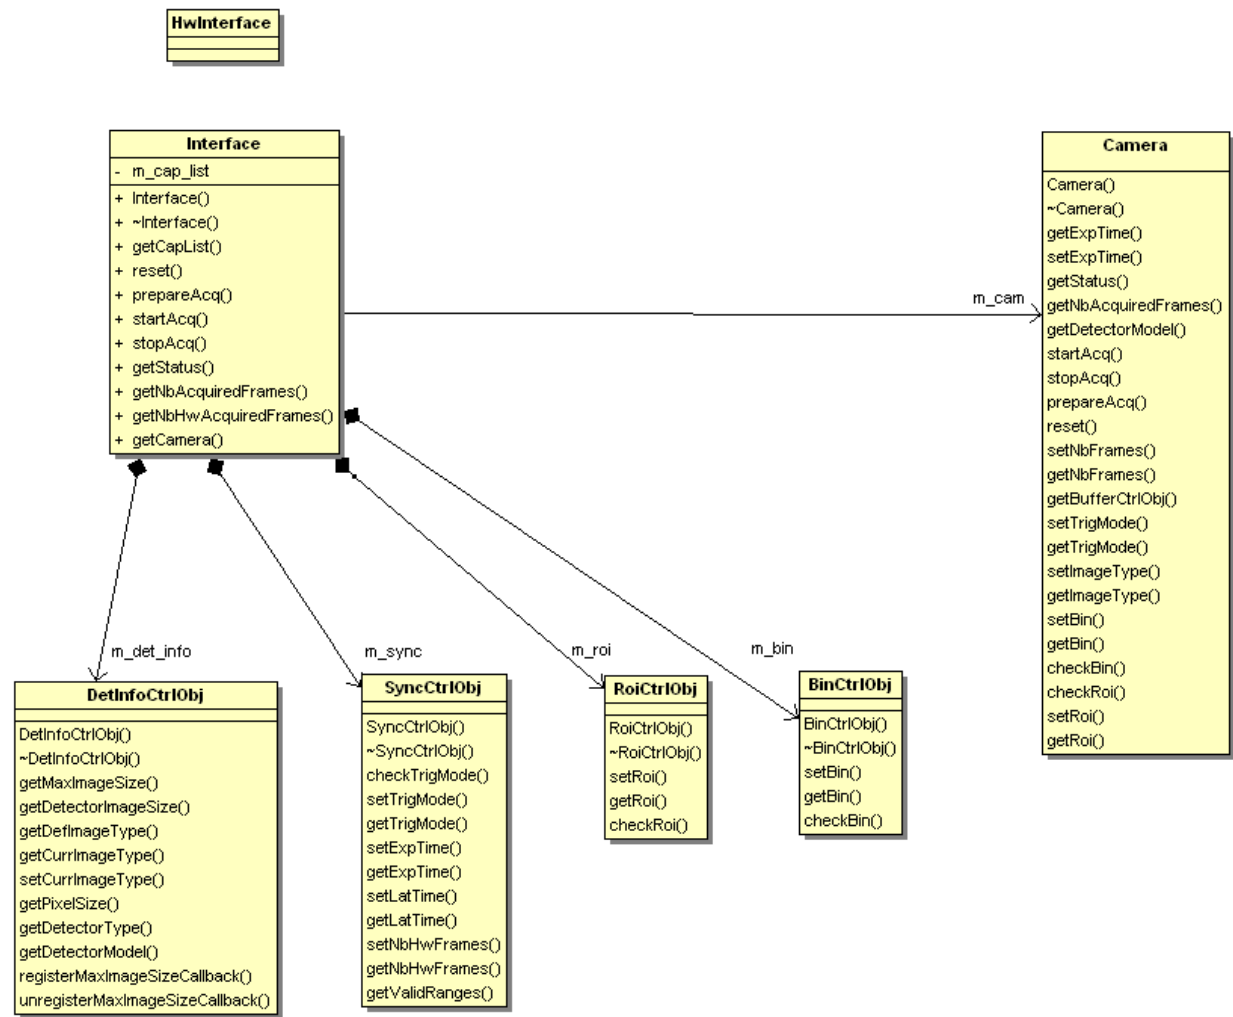 HwInterface
Interface
- m_cap_list
+ Interface()
+ ~Interface()
+ getCapList()
+ reset()
+ prepareAcq()
+ startAcq()
+ stopAcq()
+ getStatus()
+ getNbAcquiredFrames()
+ getNbHwAcquiredFrames()
+ getCamera()
m_cam
Camera
Camera()
~Camera()
getExpTime()
setExpTime()
getStatus()
getNbAcquiredFrames()
getDetectorModel()
startAcq()
stopAcq()
prepareAcq()
reset()
setNbFrames()
getNbFrames()
getBufferCtrlObj()
setTrigMode()
getTrigMode()
setImageType()
getImageType()
setBin()
getBin()
checkBin()
checkRoi()
setRoi()
getRoi()
m_det_info
DetInfoCtrlObj
DetInfoCtrlObj()
~DetInfoCtrlObj()
getMaxImageSize()
getDetectorImageSize()
getDefImageType()
getCurrImageType()
setCurrImageType()
getPixelSize()
getDetectorType()
getDetectorModel()
registerMaxImageSizeCallback()
unregisterMaxImageSizeCallback()
m_sync
SyncCtrlObj
SyncCtrlObj()
~SyncCtrlObj()
checkTrigMode()
setTrigMode()
getTrigMode()
setExpTime()
getExpTime()
setLatTime()
getLatTime()
setNbHwFrames()
getNbHwFrames()
getValidRanges()
m_roi
RoiCtrlObj
RoiCtrlObj()
~RoiCtrlObj()
setRoi()
getRoi()
checkRoi()
m_bin
BinCtrlObj
BinCtrlObj()
~BinCtrlObj()
setBin()
getBin()
checkBin()